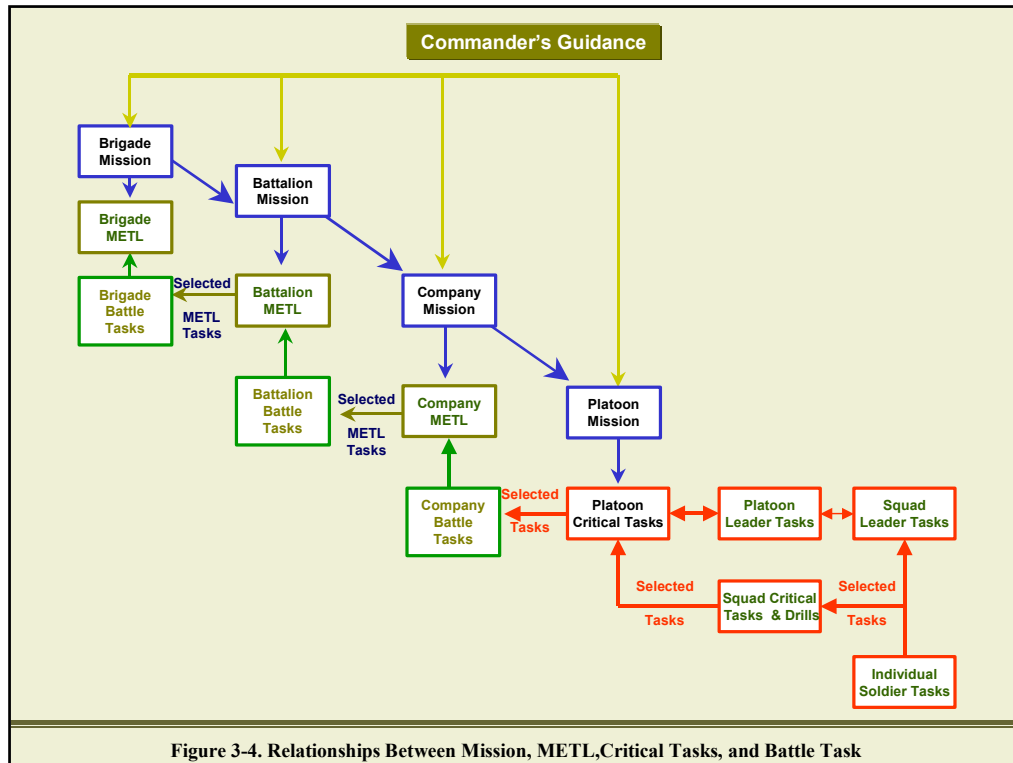 Commander's Guidance
Brigade
Mission
Battalion
Mission
Brigade
METL
Company
Mission
Brigade
Battle
Tasks
Selected
METL
Tasks
Battalion
METL
Battalion
Battle
Tasks
Selected
METL
Tasks
Company
METL
Platoon
Mission
Company
Battle
Tasks
Selected
Tasks
Platoon
Critical Tasks
Platoon
Leader Tasks
Squad
Leader Tasks
Selected
Tasks
Squad Critical
Tasks & Drills
Selected
Tasks
Individual
Soldier Tasks
Figure 3-4. Relationships Between Mission, METL,Critical Tasks, and Battle Task